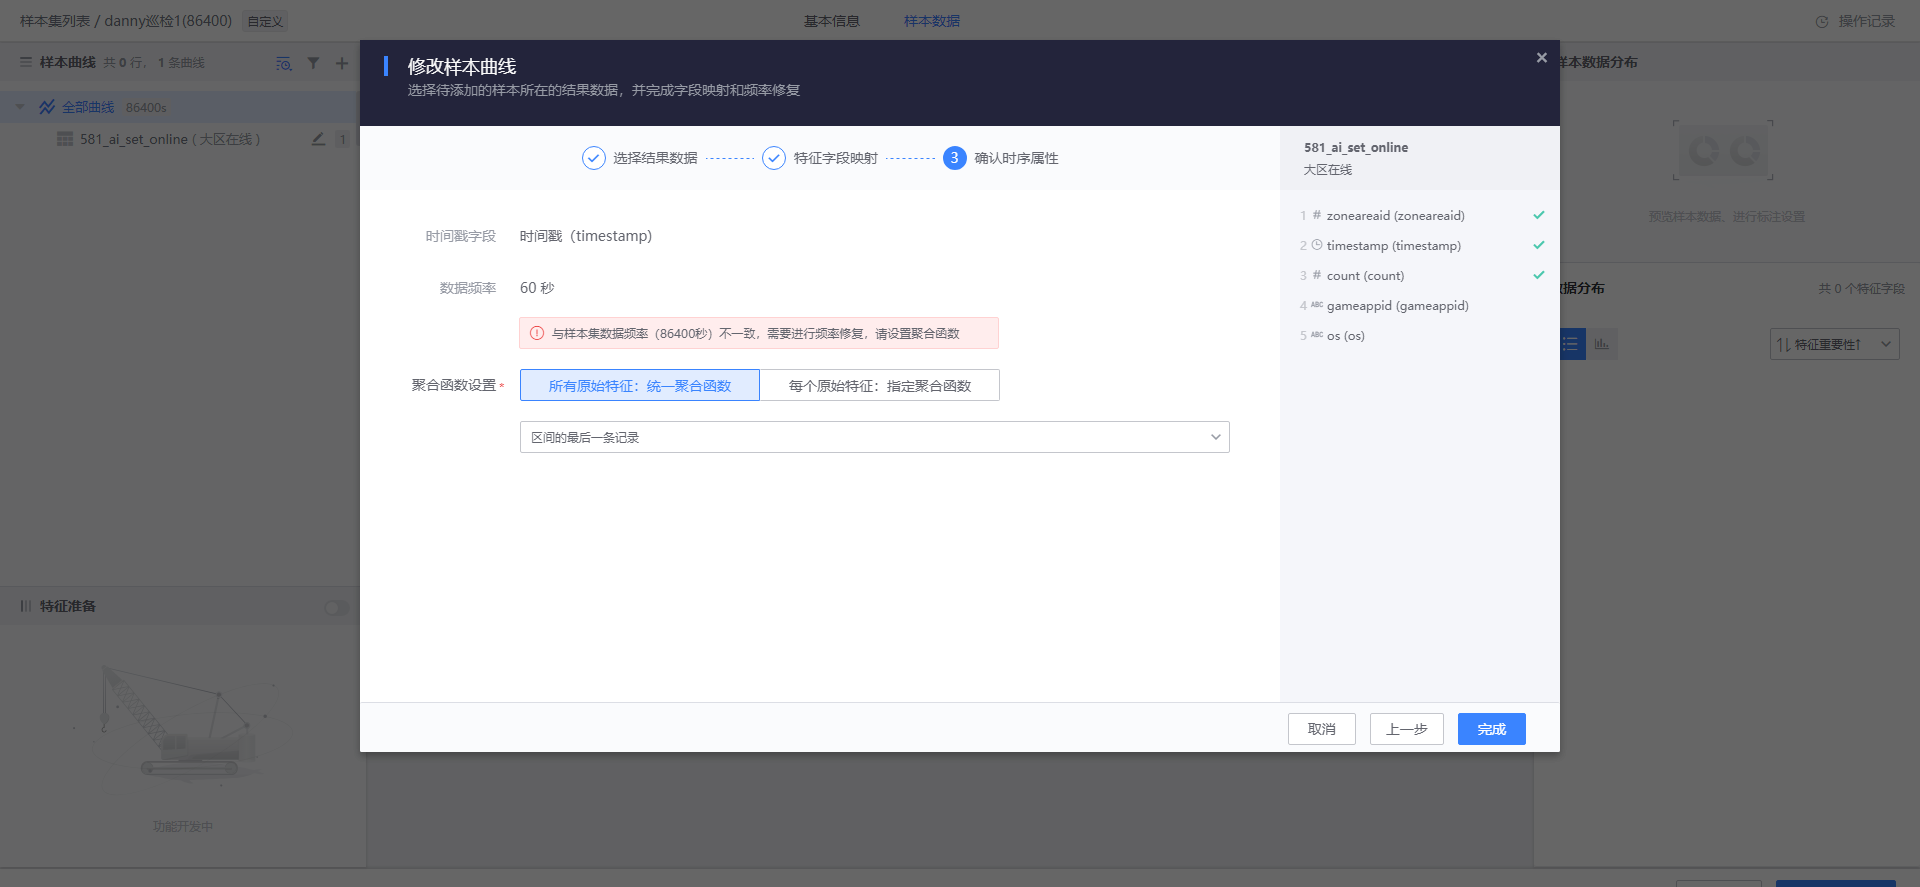 样本集列表 / danny巡检1(86400) 自定义
基本信息 样本数据
操作记录
样本曲线 共 0 行， 1 条曲线
全部曲线 86400s
581_ai_set_online ( 大区在线 ) 1
特征准备
功能开发中
修改样本曲线
选择待添加的样本所在的结果数据，并完成字段映射和频率修复
选择结果数据 特征字段映射 3 确认时序属性
时间戳字段 时间戳（timestamp）
数据频率 60 秒
与样本集数据频率（86400秒）不一致，需要进行频率修复，请设置聚合函数
聚合函数设置* 所有原始特征：统一聚合函数 每个原始特征：指定聚合函数
区间的最后一条记录
581_ai_set_online
大区在线
1 # zoneareaid (zoneareaid)
2 timestamp (timestamp)
3 # count (count)
4 ABC gameappid (gameappid)
5 ABC os (os)
取消 上一步 完成
样本数据分布
预览样本数据，进行标注设置
数据分布 共 0 个特征字段
特征重要性↑